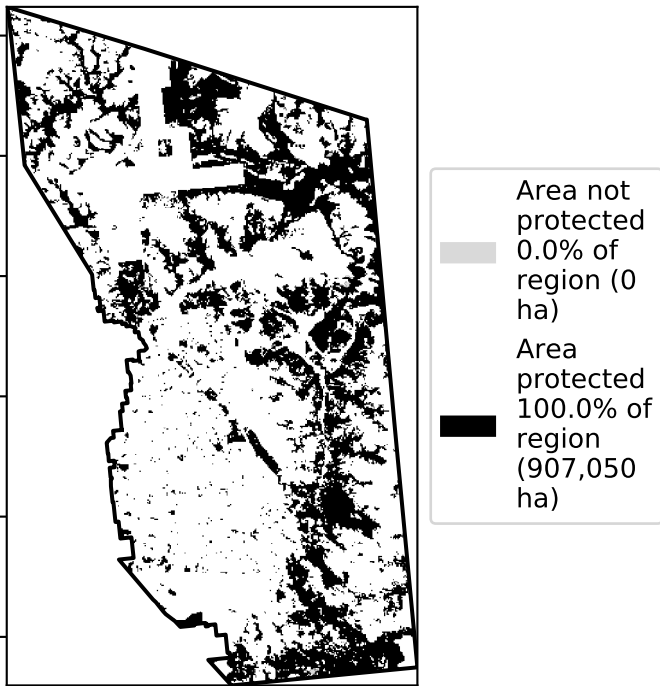 Area not
protected
0.0% of
region (0
ha)
Area
protected
100.0% of
region
(907,050
ha)